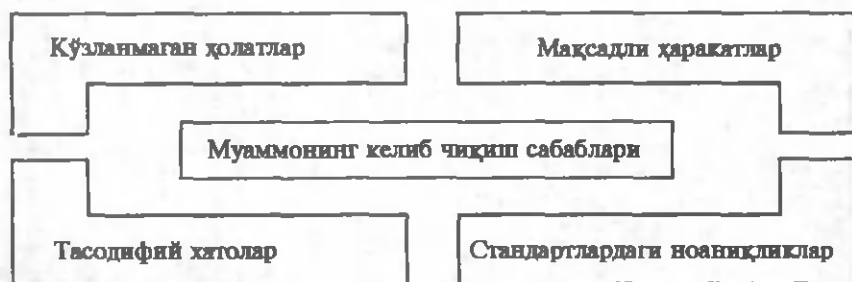 Кўзланмаган ҳолатлар
Мақсадли ҳаракатлар
Муаммонинг келиб чиқиш сабаблари
Тасодифий хатолар
Стандартлардаги ноаниқликлар